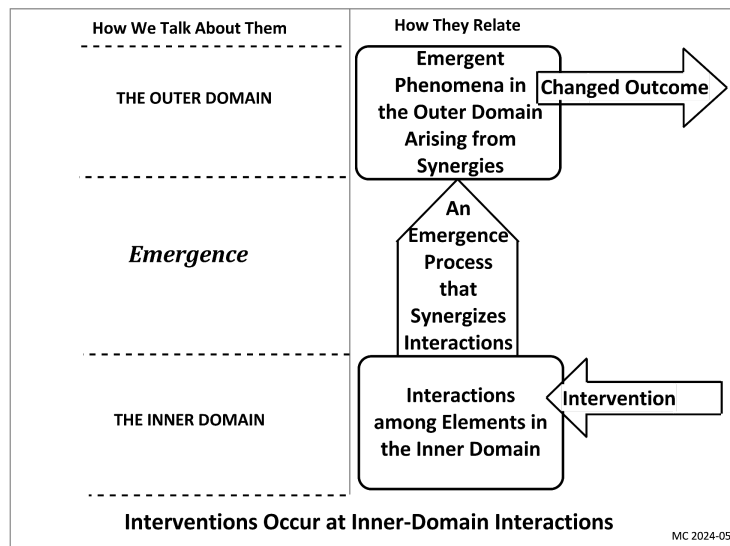 How We Talk About Them
How They Relate
THE OUTER DOMAIN
Emergent
Phenomena in
the Outer Domain
Arising from
Synergies
Changed Outcome
Emergence
An
Emergence
Process
that
Synergizes
Interactions
THE INNER DOMAIN
Interactions
among Elements in
the Inner Domain
Intervention
Interventions Occur at Inner-Domain Interactions
MC 2024-05